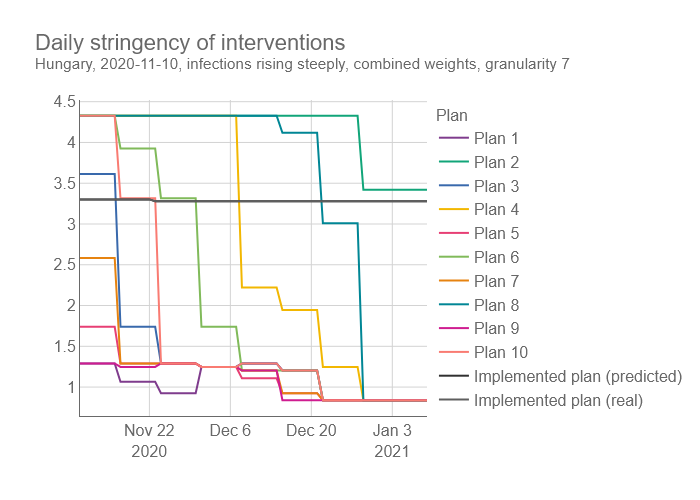 Daily stringency of interventions
Hungary, 2020-11-10, infections rising steeply, combined weights, granularity 7
4.5
4
3.5
3
2.5
2
1.5
1
Nov 22
2020
Dec 6
Dec 20
Jan 3
2021
Plan
Plan 1
Plan 2
Plan 3
Plan 4
Plan 5
Plan 6
Plan 7
Plan 8
Plan 9
Plan 10
Implemented plan (predicted)
Implemented plan (real)